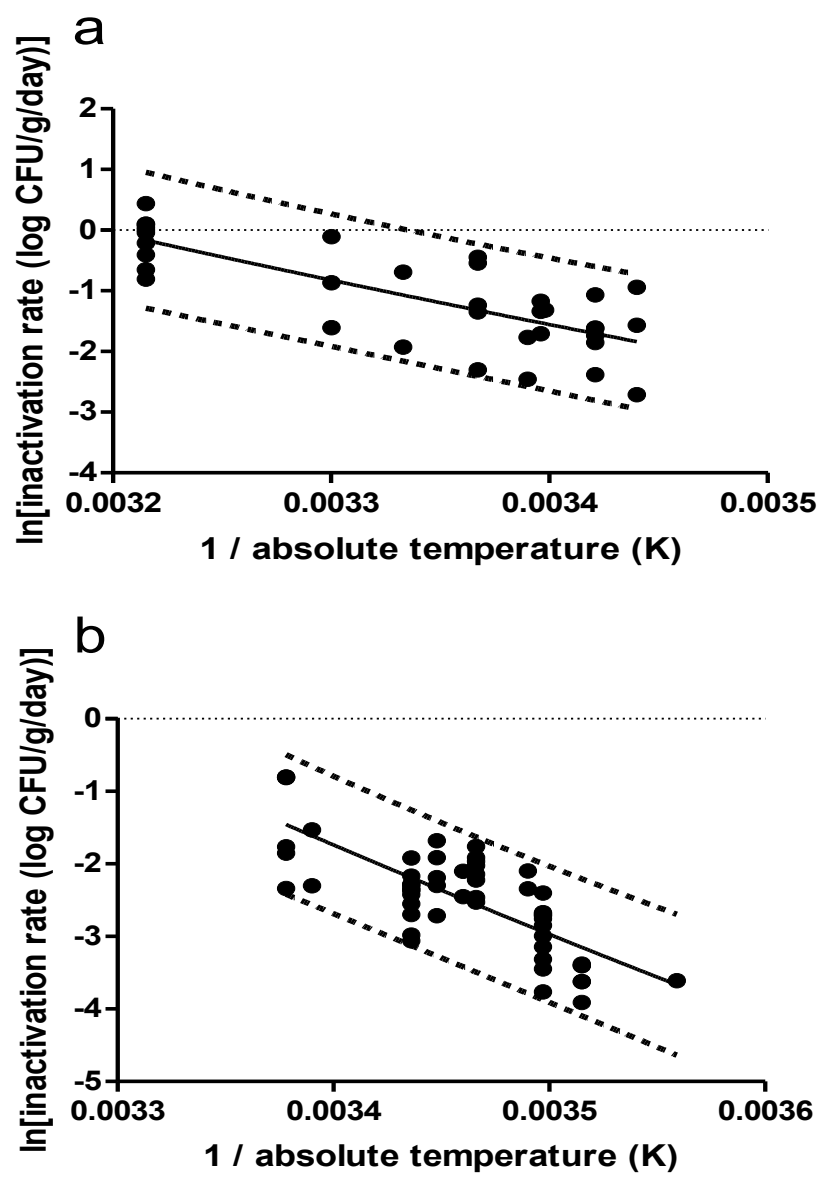 a
ln[inactivation rate (log CFU/g/day)]
2
1
0
-1
-2
-3
-4
0.0032 0.0033 0.0034 0.0035
1 / absolute temperature (K)
b
ln[inactivation rate (log CFU/g/day)]
0
-1
-2
-3
-4
-5
0.0033 0.0034 0.0035 0.0036
1 / absolute temperature (K)